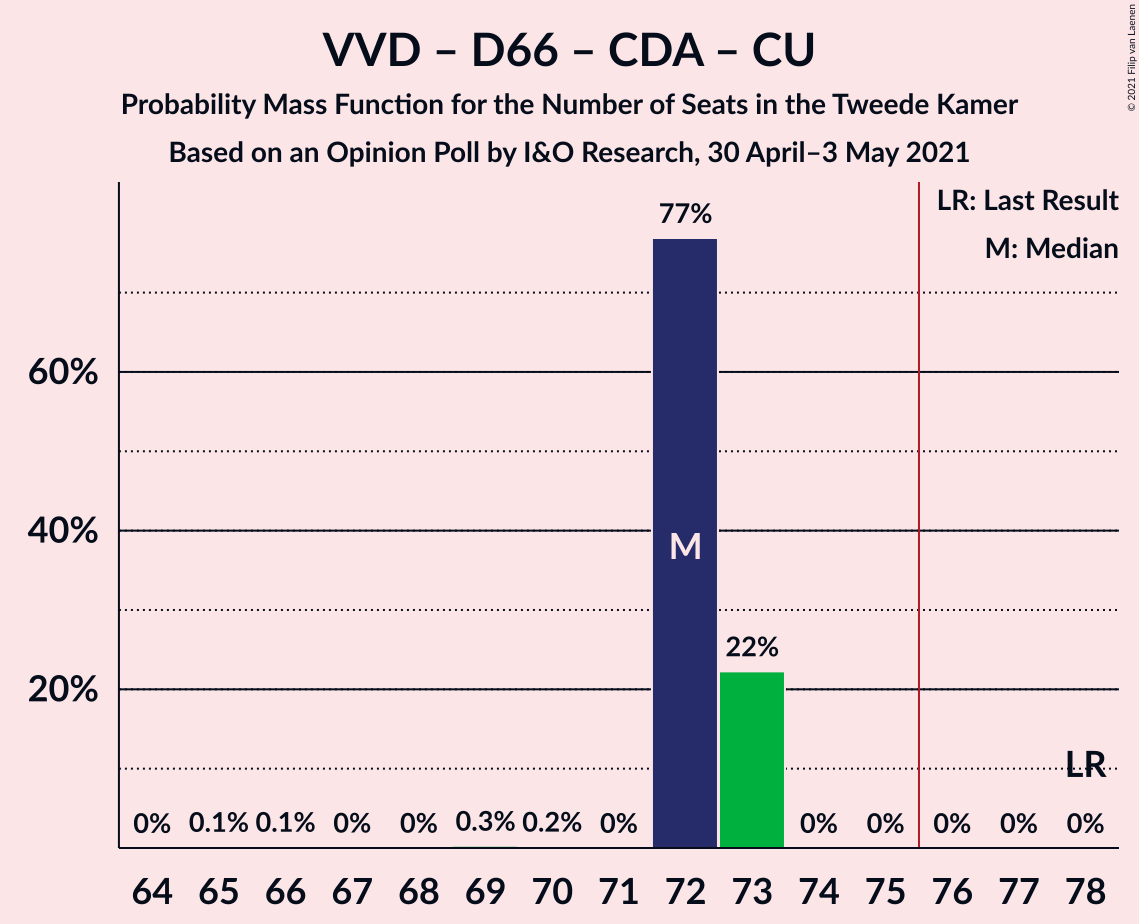 VVD – D66 – CDA – CU
Probability Mass Function for the Number of Seats in the Tweede Kamer
Based on an Opinion Poll by I&O Research, 30 April–3 May 2021
© 2021 Filip van Laenen
LR: Last Result
M: Median
77%
60%
40%
M
22%
20%
LR
0% 0.1% 0.1% 0% 0% 0.3% 0.2% 0% 0% 0% 0% 0% 0%
64 65 66 67 68 69 70 71 72 73 74 75 76 77 78